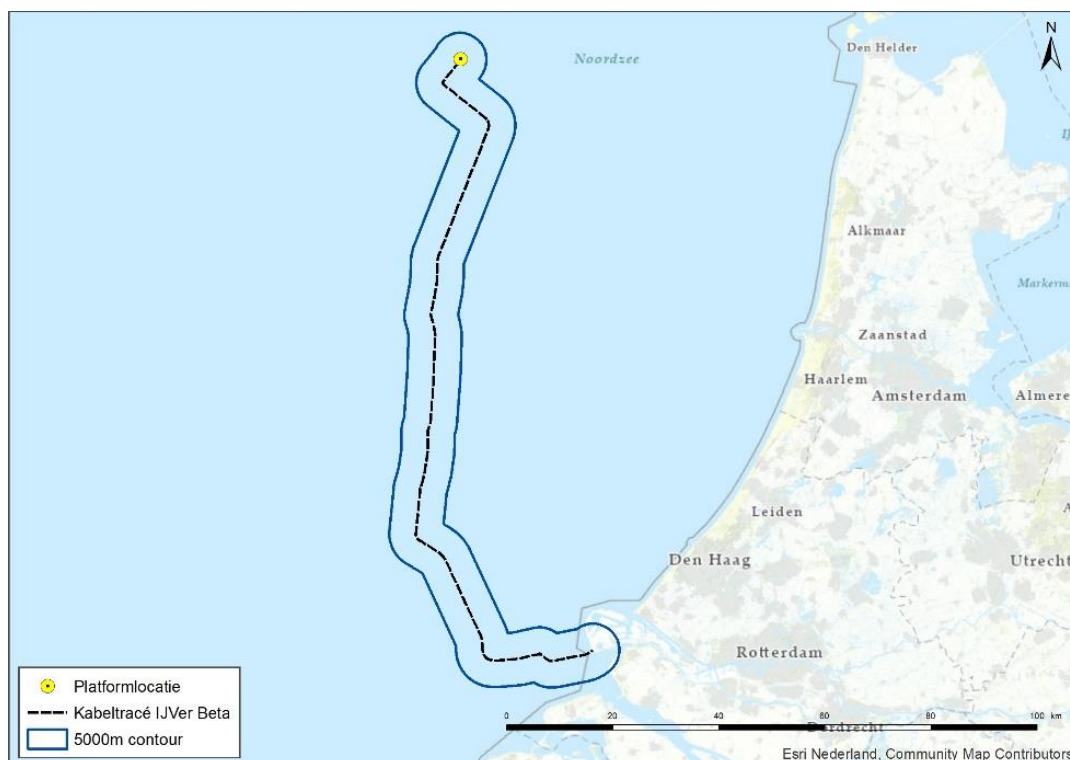 N
Den Helder
Noordzee
Alkmaar
Zaanstad
Haarlem
Amsterdam
Almere
Leiden
Den Haag
Utrecht
Rotterdam
Dordrecht
Platformlocatie
Kabeltracé IJVer Beta
5000m contour
0 20 40 60 80 100 km
Esri Nederland, Community Map Contributors